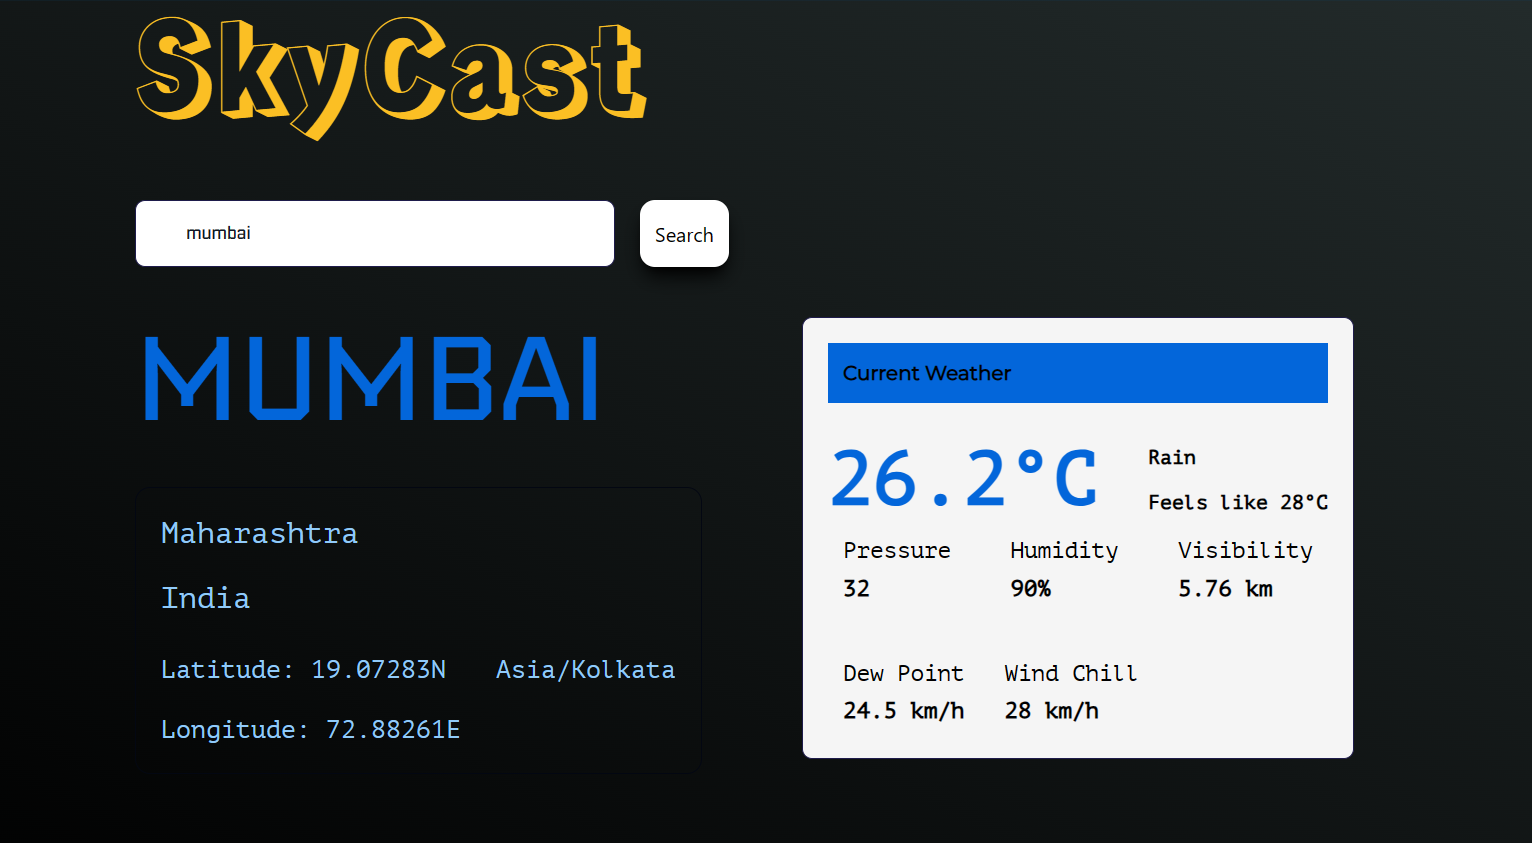 SkyCast
mumbai
Search
MUMBAI
Maharashtra
India
Latitude: 19.07283N Asia/Kolkata
Longitude: 72.88261E
Current Weather
26.2°C
Rain
Feels like 28°C
Pressure Humidity Visibility
32 90% 5.76 km
Dew Point Wind Chill
24.5 km/h 28 km/h